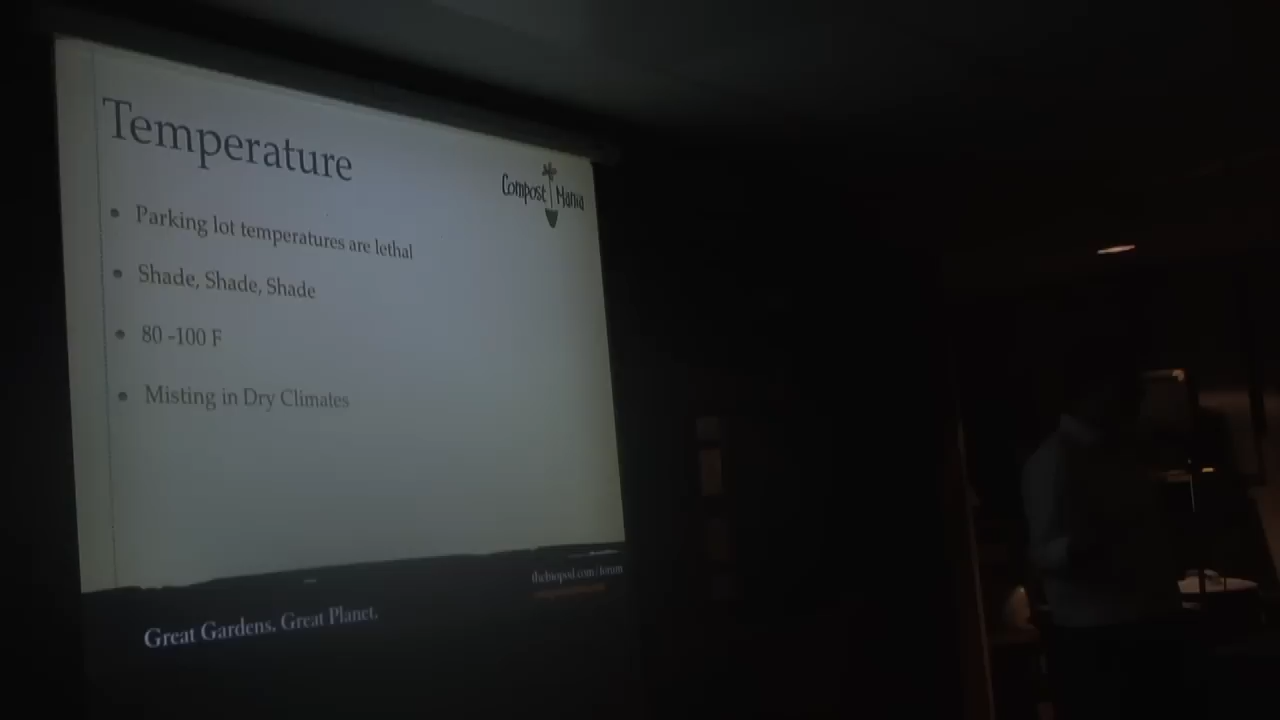 Temperature
Compost Mania
Parking lot temperatures are lethal
Shade, Shade, Shade
80 -100 F
Misting in Dry Climates
thebiopod.com/forum
Great Gardens. Great Planet.